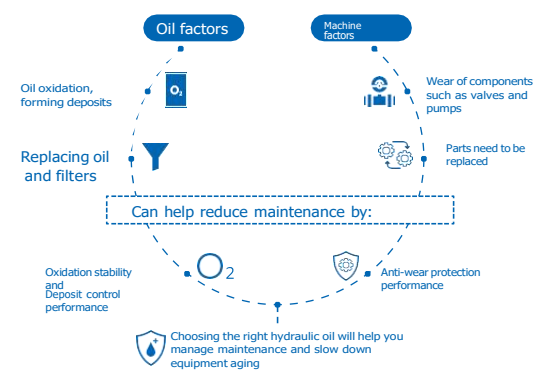 Oil factors
Machine
factors
Oil oxidation,
forming deposits
O₂
Wear of components
such as valves and
pumps
Replacing oil
and filters
Parts need to be
replaced
Can help reduce maintenance by:
O2
Oxidation stability
and
Deposit control
performance
Anti-wear protection
performance
Choosing the right hydraulic oil will help you
manage maintenance and slow down
equipment aging